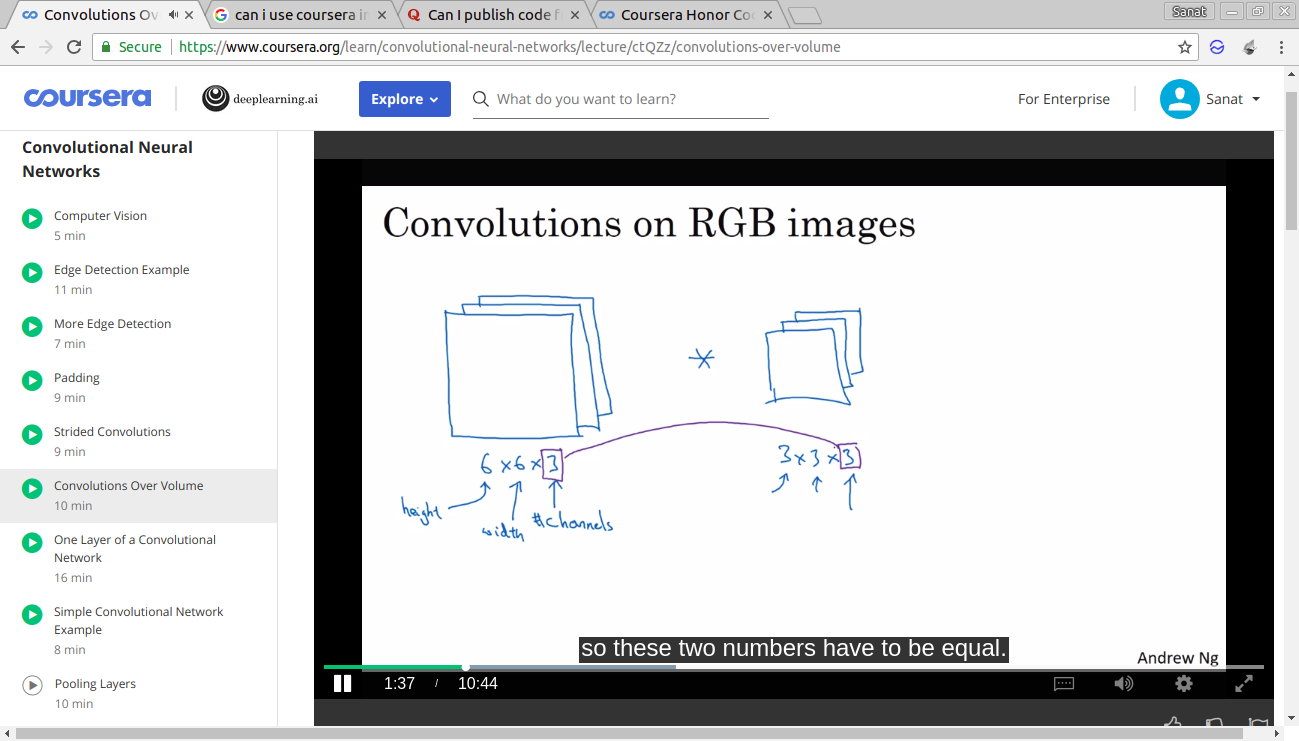 Convolutions Ov
can i use coursera in
Can I publish code f
Coursera Honor Co
Sanat
Secure
https://www.coursera.org/learn/convolutional-neural-networks/lecture/ctQZz/convolutions-over-volume
coursera
deeplearning.ai
Explore
What do you want to learn?
For Enterprise
Sanat
Convolutional Neural
Networks
Computer Vision
5 min
Edge Detection Example
11 min
More Edge Detection
7 min
Padding
9 min
Strided Convolutions
9 min
Convolutions Over Volume
10 min
One Layer of a Convolutional
Network
16 min
Simple Convolutional Network
Example
8 min
Pooling Layers
10 min
Convolutions on RGB images
*
6 x 6 x 3
3 x 3 x 3
height
width
#channels
so these two numbers have to be equal.
Andrew Ng
1:37 / 10:44